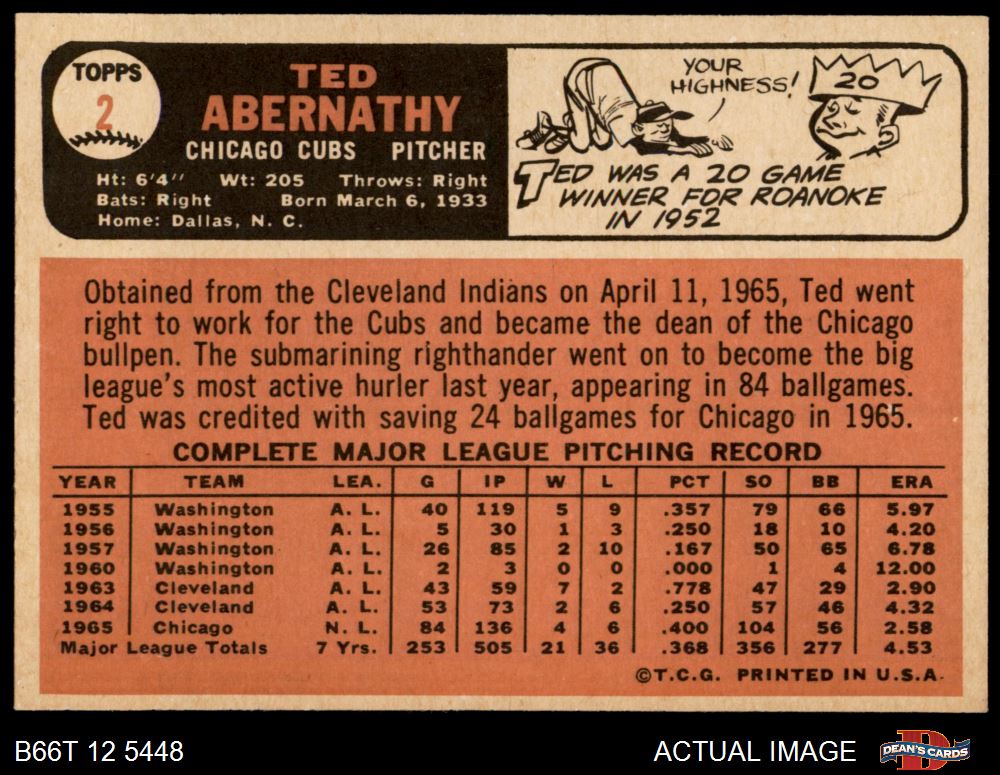 TOPPS
2
TED
ABERNATHY
CHICAGO CUBS PITCHER
Ht: 6'4" Wt: 205 Throws: Right
Bats: Right Born March 6, 1933
Home: Dallas, N. C.
YOUR
HIGHNESS!
20
TED WAS A 20 GAME
WINNER FOR ROANOKE
IN 1952
Obtained from the Cleveland Indians on April 11, 1965, Ted went
right to work for the Cubs and became the dean of the Chicago
bullpen. The submarining righthander went on to become the big
league's most active hurler last year, appearing in 84 ballgames.
Ted was credited with saving 24 ballgames for Chicago in 1965.
COMPLETE MAJOR LEAGUE PITCHING RECORD
YEAR TEAM LEA. G IP W L PCT SO BB ERA
1955 Washington A. L. 40 119 5 9 .357 79 66 5.97
1956 Washington A. L. 5 30 1 3 .250 18 10 4.20
1957 Washington A. L. 26 85 2 10 .167 50 65 6.78
1960 Washington A. L. 2 3 0 0 .000 1 4 12.00
1963 Cleveland A. L. 43 59 7 2 .778 47 29 2.90
1964 Cleveland A. L. 53 73 2 6 .250 57 46 4.32
1965 Chicago N. L. 84 136 4 6 .400 104 56 2.58
Major League Totals 7 Yrs. 253 505 21 36 .368 356 277 4.53
©T.C.G. PRINTED IN U.S.A.
B66T 12 5448
ACTUAL IMAGE
D
DEAN'S CARDS